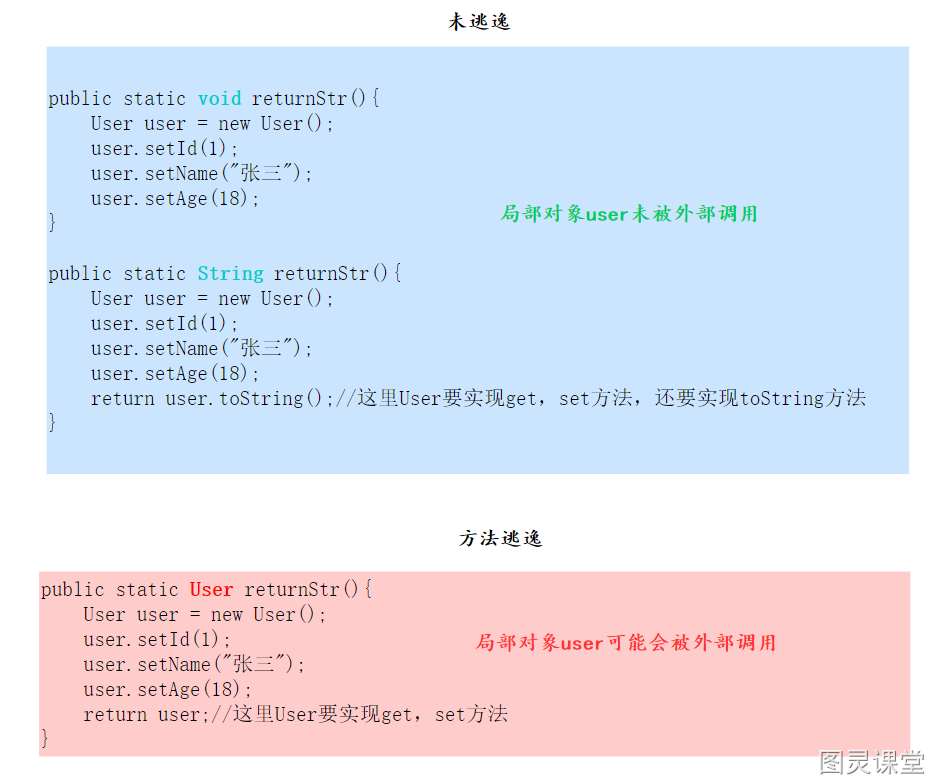 未逃逸
public static void returnStr(){
    User user = new User();
    user.setId(1);
    user.setName("张三");
    user.setAge(18);
}
局部对象user未被外部调用
public static String returnStr(){
    User user = new User();
    user.setId(1);
    user.setName("张三");
    user.setAge(18);
    return user.toString();//这里User要实现get，set方法，还要实现toString方法
}
方法逃逸
public static User returnStr(){
    User user = new User();
    user.setId(1);
    user.setName("张三");
    user.setAge(18);
    return user;//这里User要实现get，set方法
}
局部对象user可能会被外部调用
图灵课堂